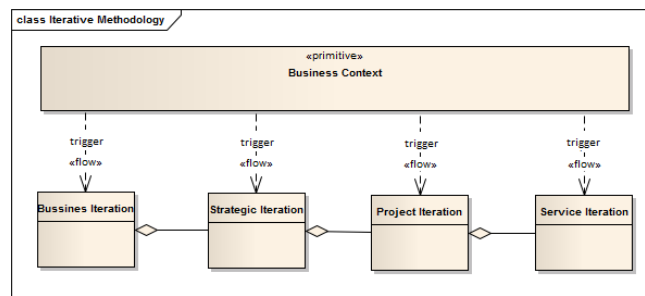 class Iterative Methodology
«primitive»
Business Context
trigger
«flow»
trigger
«flow»
trigger
«flow»
trigger
«flow»
Bussines Iteration
Strategic Iteration
Project Iteration
Service Iteration